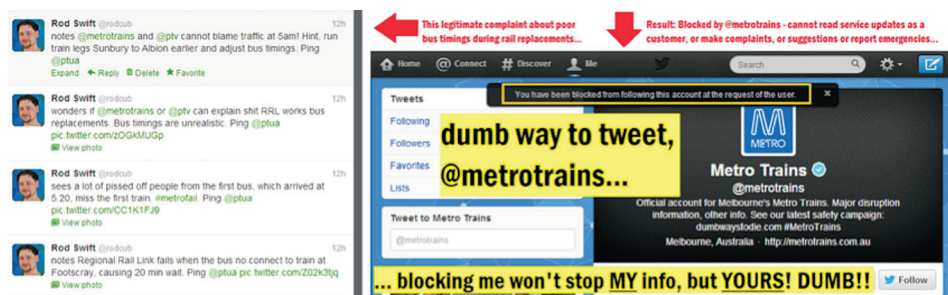 Rod Swift @rodcub 12h
notes @metrotrains and @ptv cannot blame traffic at 5am! Hint, run
train legs Sunbury to Albion earlier and adjust bus timings. Ping
@ptua
Expand Reply Delete Favorite
Rod Swift @rodcub 12h
wonders if @metrotrains or @ptv can explain shit RRL works bus
replacements. Bus timings are unrealistic. Ping @ptua
pic.twitter.com/zOGkMUGp
View photo
Rod Swift @rodcub 12h
sees a lot of pissed off people from the first bus, which arrived at
5.20, miss the first train. #metrofail. Ping @ptua
pic.twitter.com/CC1K1FJ9
View photo
Rod Swift @rodcub 12h
notes Regional Rail Link fails when the bus no connect to train at
Footscray, causing 20 min wait. Ping @ptua pic.twitter.com/Z02k3tjq
View photo
This legitimate complaint about poor
bus timings during rail replacements...
Result: Blocked by @metrotrains - cannot read service updates as a
customer, or make complaints, or suggestions or report emergencies...
Home @ Connect # Discover Me
Search
You have been blocked from following this account at the request of the user. ×
Tweets
Following
Followers
Favorites
Lists
dumb way to tweet,
@metrotrains...
Tweet to Metro Trains
@metrotrains
METRO
Metro Trains
@metrotrains
Official account for Melbourne's Metro Trains. Major disruption
information, other info. See our latest safety campaign:
dumbwaystodie.com #MetroTrains
Melbourne, Australia · http://metrotrains.com.au
... blocking me won't stop MY info, but YOURS! DUMB!!
Follow